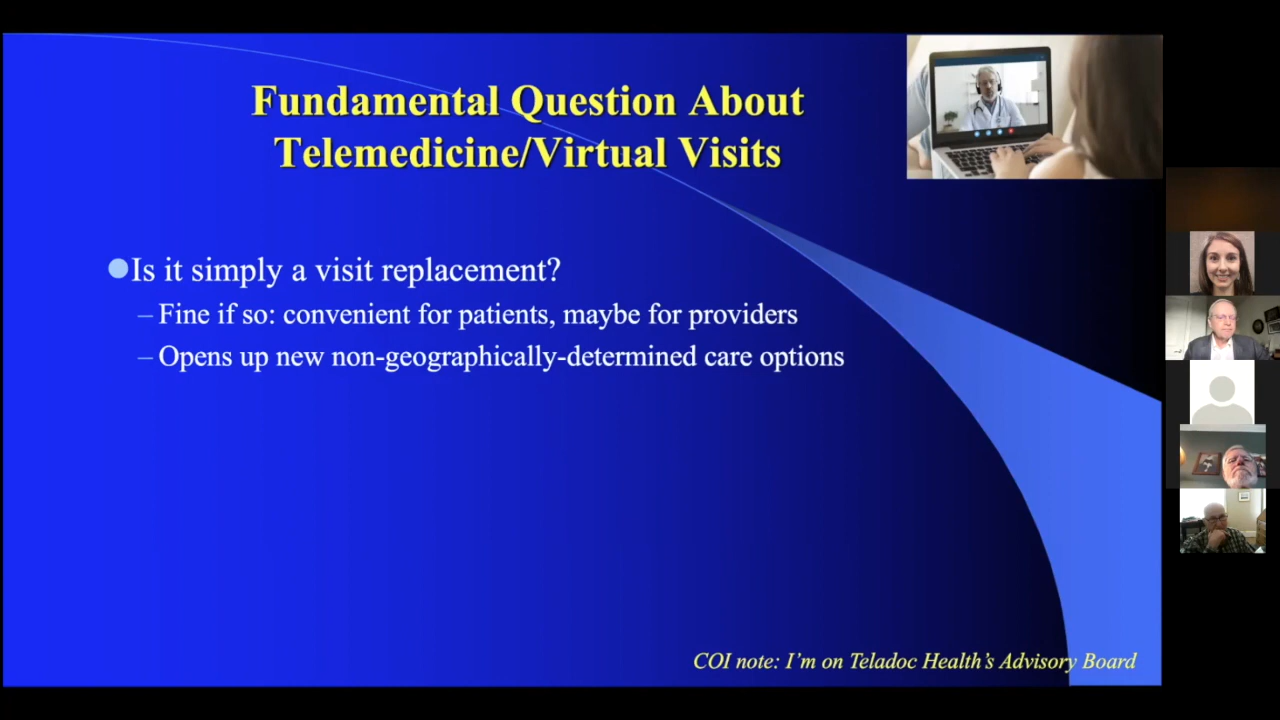 Fundamental Question About
Telemedicine/Virtual Visits
Is it simply a visit replacement?
– Fine if so: convenient for patients, maybe for providers
– Opens up new non-geographically-determined care options
COI note: I'm on Teladoc Health's Advisory Board